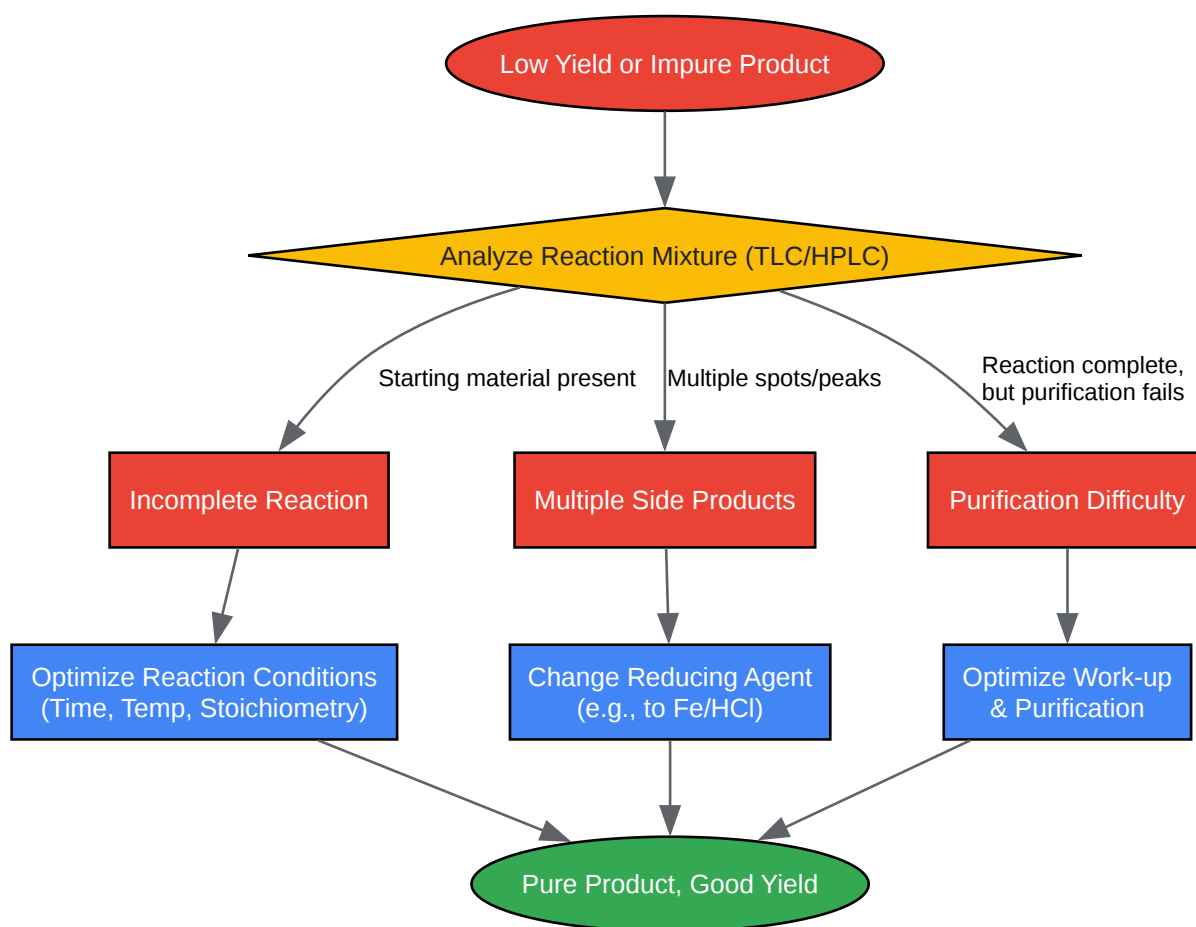 Low Yield or Impure Product
Analyze Reaction Mixture (TLC/HPLC)
Starting material present
Multiple spots/peaks
Reaction complete,
but purification fails
Incomplete Reaction
Multiple Side Products
Purification Difficulty
Optimize Reaction Conditions
(Time, Temp, Stoichiometry)
Change Reducing Agent
(e.g., to Fe/HCl)
Optimize Work-up
& Purification
Pure Product, Good Yield